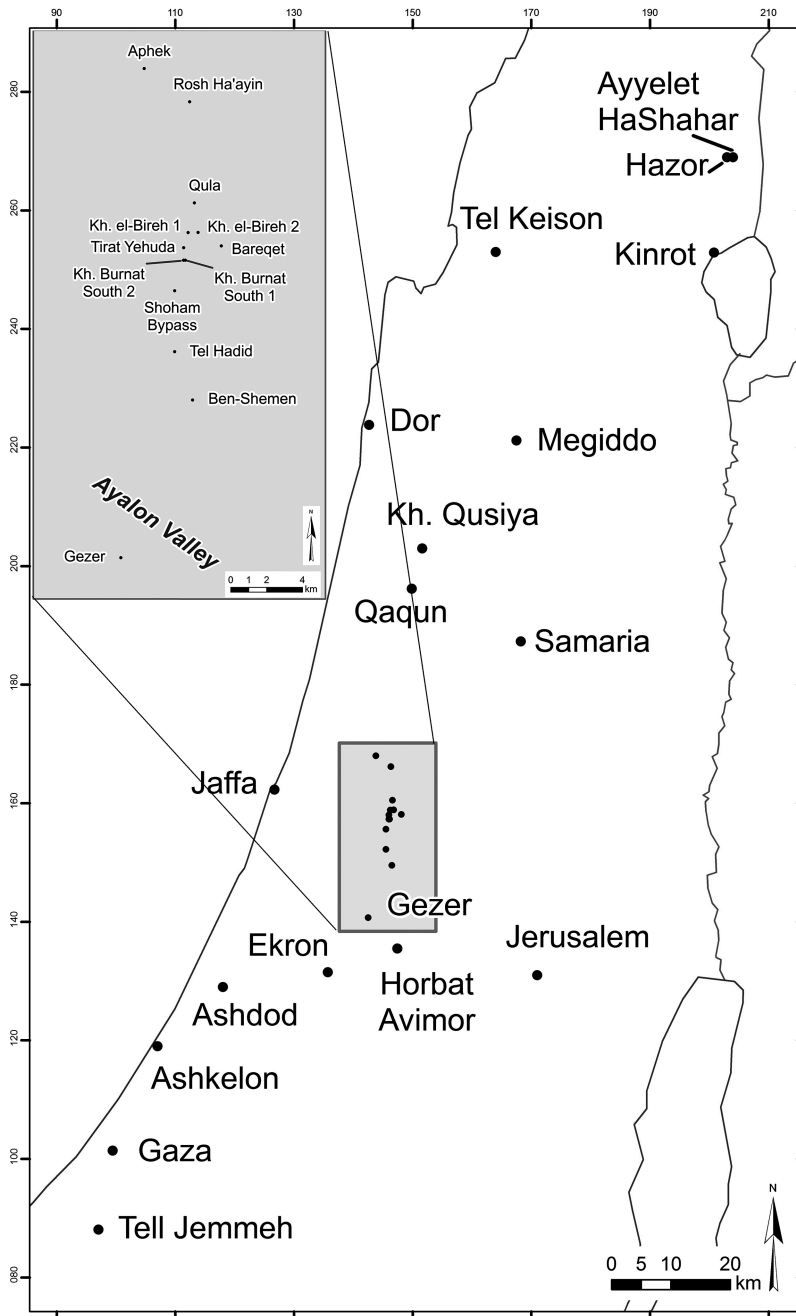 90
110
130
150
170
190
210
280
260
240
220
200
180
160
140
120
100
080
Aphek
Rosh Ha'ayin
Qula
Kh. el-Bireh 1
Kh. el-Bireh 2
Tirat Yehuda
Bareqet
Kh. Burnat
South 2
Kh. Burnat
South 1
Shoham
Bypass
Tel Hadid
Ben-Shemen
Ayalon Valley
Gezer
N
0 1 2 4
km
Ayyelet
HaShahar
Hazor
Tel Keison
Kinrot
Dor
Megiddo
Kh. Qusiya
Qaqun
Samaria
Jaffa
Gezer
Ekron
Jerusalem
Horbat
Avimor
Ashdod
Ashkelon
Gaza
Tell Jemmeh
N
0 5 10 20
km